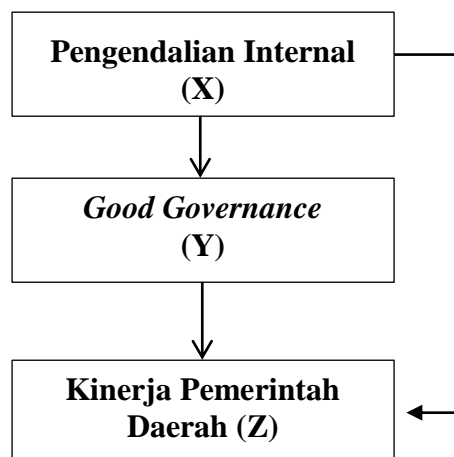 Pengendalian Internal
(X)
Good Governance
(Y)
Kinerja Pemerintah
Daerah (Z)